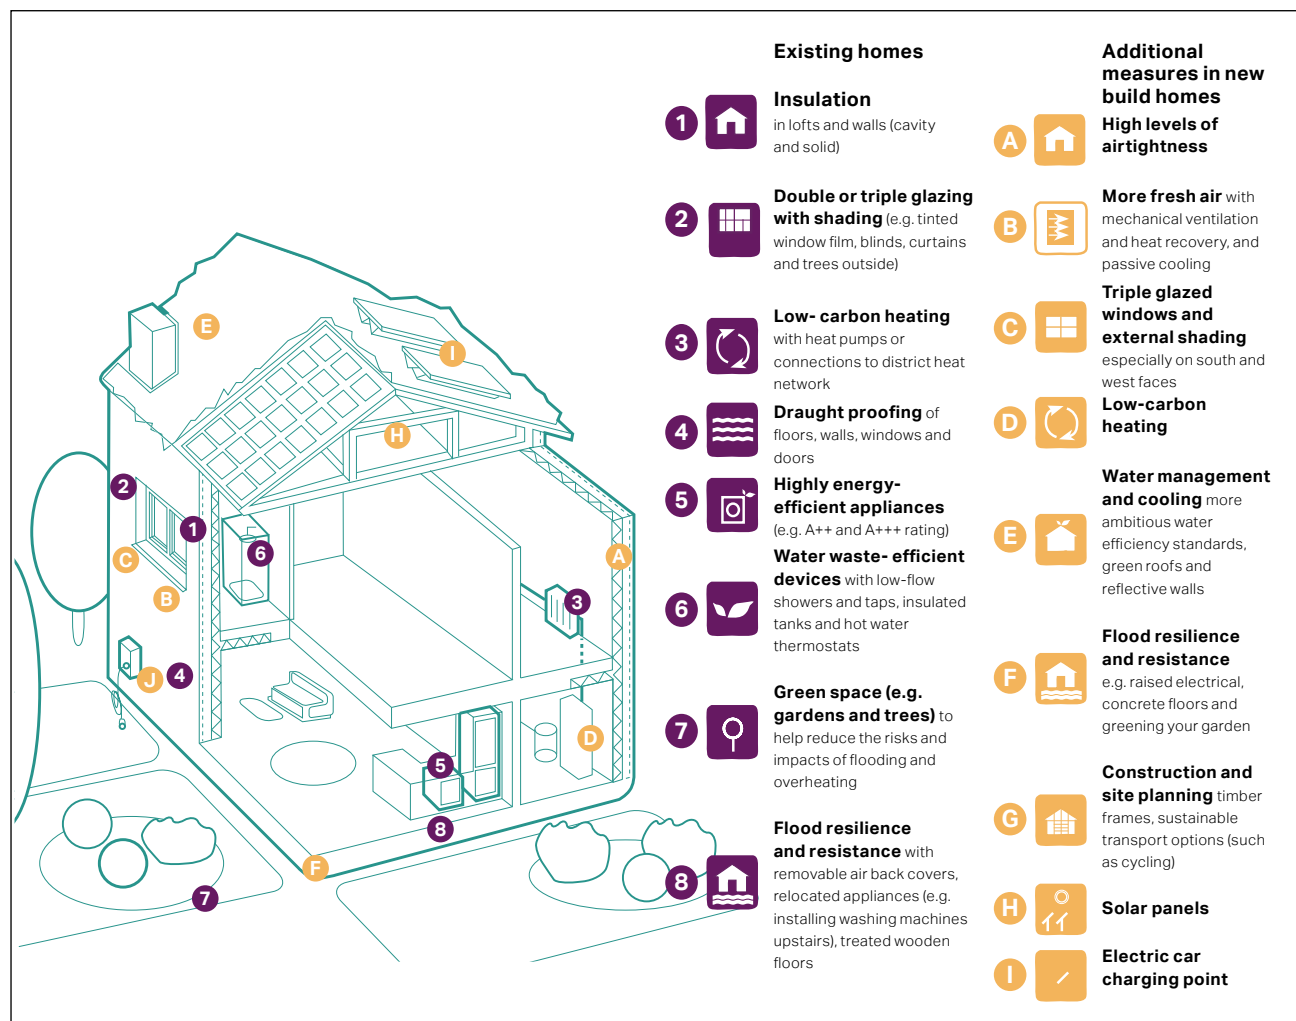 Existing homes
1
Insulation
in lofts and walls (cavity
and solid)
2
Double or triple glazing
with shading (e.g. tinted
window film, blinds, curtains
and trees outside)
3
Low- carbon heating
with heat pumps or
connections to district heat
network
4
Draught proofing of
floors, walls, windows and
doors
5
Highly energy-
efficient appliances
(e.g. A++ and A+++ rating)
6
Water waste- efficient
devices with low-flow
showers and taps, insulated
tanks and hot water
thermostats
7
Green space (e.g.
gardens and trees) to
help reduce the risks and
impacts of flooding and
overheating
8
Flood resilience
and resistance with
removable air back covers,
relocated appliances (e.g.
installing washing machines
upstairs), treated wooden
floors
Additional
measures in new
build homes
A
High levels of
airtightness
B
More fresh air with
mechanical ventilation
and heat recovery, and
passive cooling
C
Triple glazed
windows and
external shading
especially on south and
west faces
D
Low-carbon
heating
E
Water management
and cooling more
ambitious water
efficiency standards,
green roofs and
reflective walls
F
Flood resilience
and resistance
e.g. raised electrical,
concrete floors and
greening your garden
G
Construction and
site planning timber
frames, sustainable
transport options (such
as cycling)
H
Solar panels
I
Electric car
charging point
E
I
H
2
1
6
C
A
B
3
J
4
D
5
8
F
7